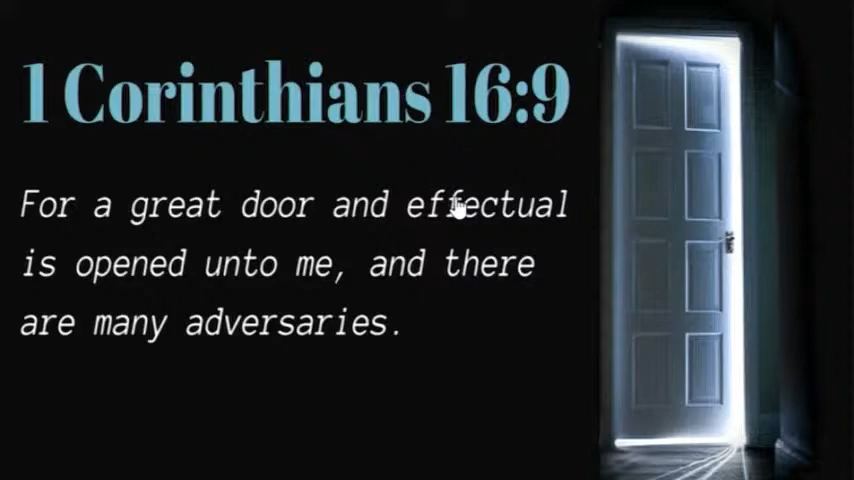 1 Corinthians 16:9
For a great door and effectual
is opened unto me, and there
are many adversaries.